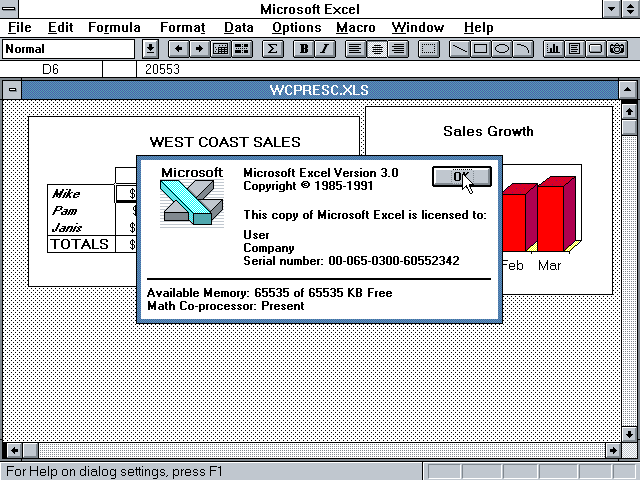 Microsoft Excel
File Edit Formula Format Data Options Macro Window Help
Normal Σ B I
D6 20553
WCPRESC.XLS
WEST COAST SALES
Sales Growth
Mike $
Pam
Janis $
TOTALS $
Feb Mar
Microsoft
Microsoft Excel Version 3.0
Copyright © 1985-1991
OK
This copy of Microsoft Excel is licensed to:
User
Company
Serial number: 00-065-0300-60552342
Available Memory: 65535 of 65535 KB Free
Math Co-processor: Present
For Help on dialog settings, press F1